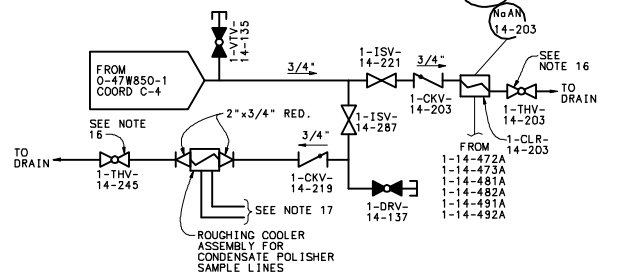 NaAN
14-203
1-VTV-
14-135
FROM
0-47W850-1
COORD C-4
3/4"
1-ISV-
14-221
3/4"
SEE
NOTE 16
1-CKV-
14-203
TO
DRAIN
1-THV-
14-203
1-CLR-
14-203
1-ISV-
14-287
SEE NOTE
16
2"x3/4" RED.
3/4"
TO
DRAIN
1-THV-
14-245
1-CKV-
14-219
FROM
1-14-472A
1-14-473A
1-14-481A
1-14-482A
1-14-491A
1-14-492A
1-DRV-
14-137
SEE NOTE 17
ROUGHING COOLER
ASSEMBLY FOR
CONDENSATE POLISHER
SAMPLE LINES